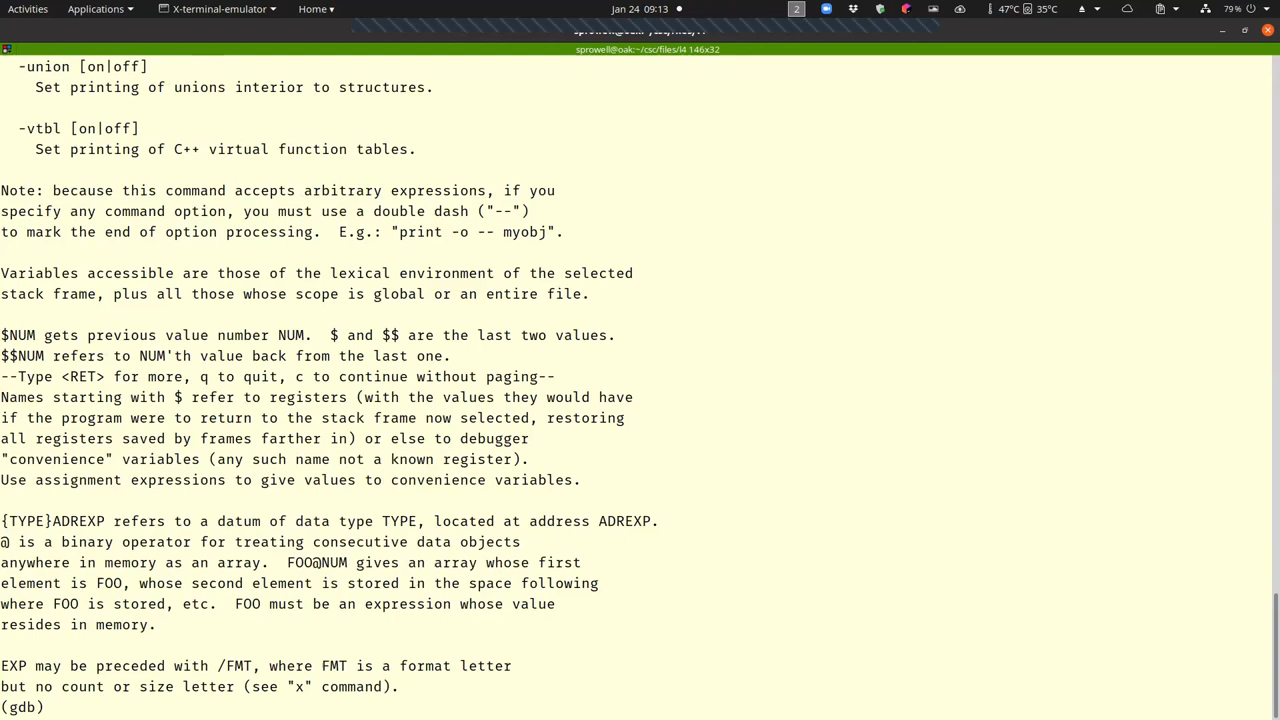 Activities Applications ▾ X-terminal-emulator ▾ Home ▾ Jan 24 09:13 ● 2 47°C 35°C 79%
sprowell@oak:~/csc/files/l4 146x32
  -union [on|off]
    Set printing of unions interior to structures.
  -vtbl [on|off]
    Set printing of C++ virtual function tables.
Note: because this command accepts arbitrary expressions, if you
specify any command option, you must use a double dash ("--")
to mark the end of option processing.  E.g.: "print -o -- myobj".
Variables accessible are those of the lexical environment of the selected
stack frame, plus all those whose scope is global or an entire file.
$NUM gets previous value number NUM.  $ and $$ are the last two values.
$$NUM refers to NUM'th value back from the last one.
--Type <RET> for more, q to quit, c to continue without paging--
Names starting with $ refer to registers (with the values they would have
if the program were to return to the stack frame now selected, restoring
all registers saved by frames farther in) or else to debugger
"convenience" variables (any such name not a known register).
Use assignment expressions to give values to convenience variables.
{TYPE}ADREXP refers to a datum of data type TYPE, located at address ADREXP.
@ is a binary operator for treating consecutive data objects
anywhere in memory as an array.  FOO@NUM gives an array whose first
element is FOO, whose second element is stored in the space following
where FOO is stored, etc.  FOO must be an expression whose value
resides in memory.
EXP may be preceded with /FMT, where FMT is a format letter
but no count or size letter (see "x" command).
(gdb)